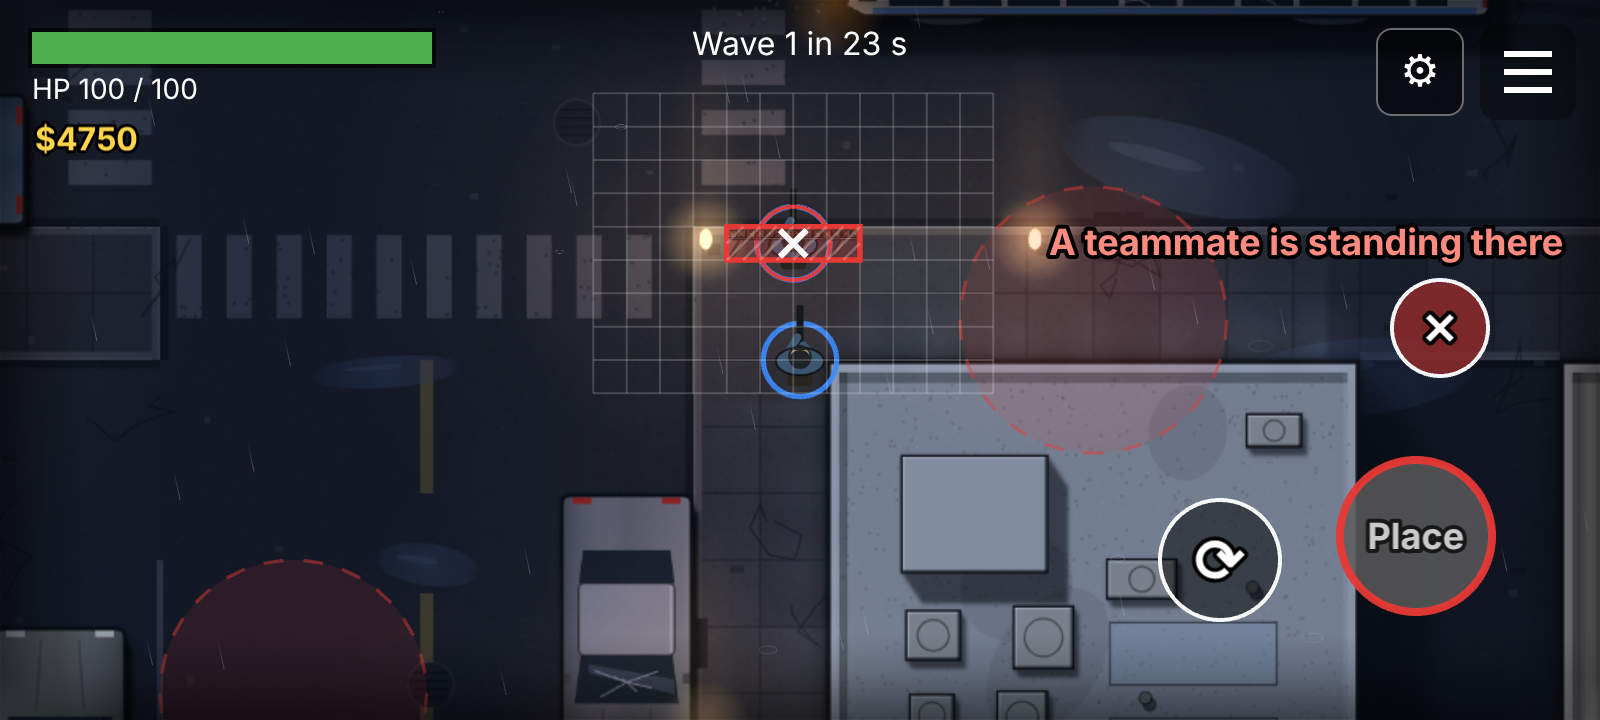 Wave 1 in 23 s
HP 100 / 100
$4750
A teammate is standing there
Place